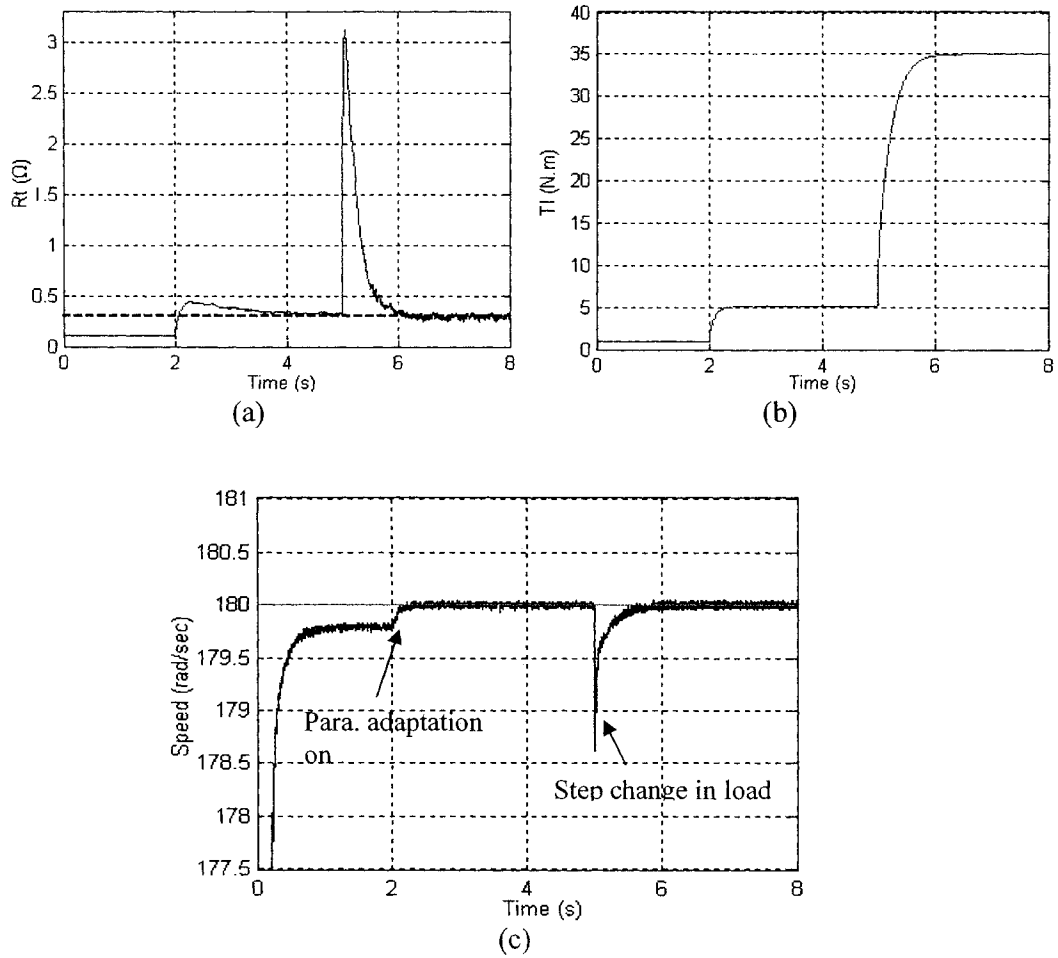 3
2.5
2
1.5
1
0.5
0
Rt (Ω)
0 2 4 6 8
Time (s)
(a)
40
35
30
25
20
15
10
5
0
Tl (N.m)
0 2 4 6 8
Time (s)
(b)
181
180.5
180
179.5
179
178.5
178
177.5
Speed (rad/sec)
Para. adaptation
on
Step change in load
0 2 4 6 8
Time (s)
(c)